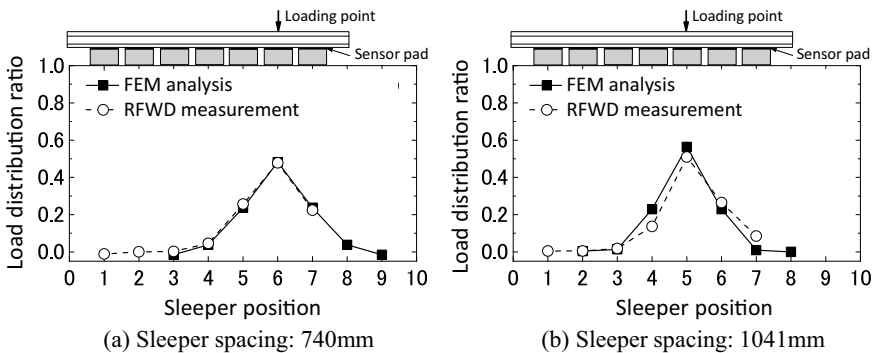 Loading point
Sensor pad
1.0
0.8
0.6
0.4
0.2
0.0
Load distribution ratio
FEM analysis
RFWD measurement
0 1 2 3 4 5 6 7 8 9 10
Sleeper position
(a) Sleeper spacing: 740mm
Loading point
Sensor pad
1.0
0.8
0.6
0.4
0.2
0.0
Load distribution ratio
FEM analysis
RFWD measurement
0 1 2 3 4 5 6 7 8 9 10
Sleeper position
(b) Sleeper spacing: 1041mm